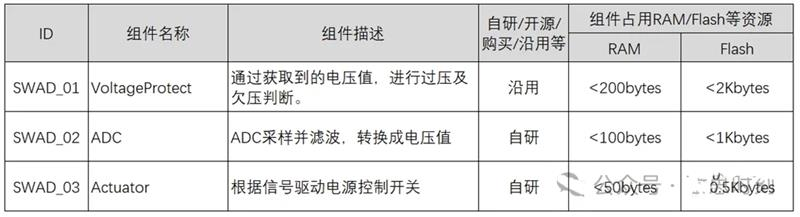 ID
组件名称
组件描述
自研/开源/
购买/沿用等
组件占用RAM/Flash等资源
RAM
Flash
SWAD_01
VoltageProtect
通过获取到的电压值，进行过压及
欠压判断。
沿用
<200bytes
<2Kbytes
SWAD_02
ADC
ADC采样并滤波，转换成电压值
自研
<100bytes
<1Kbytes
SWAD_03
Actuator
根据信号驱动电源控制开关
自研
<50bytes
0.5Kbytes
公众号